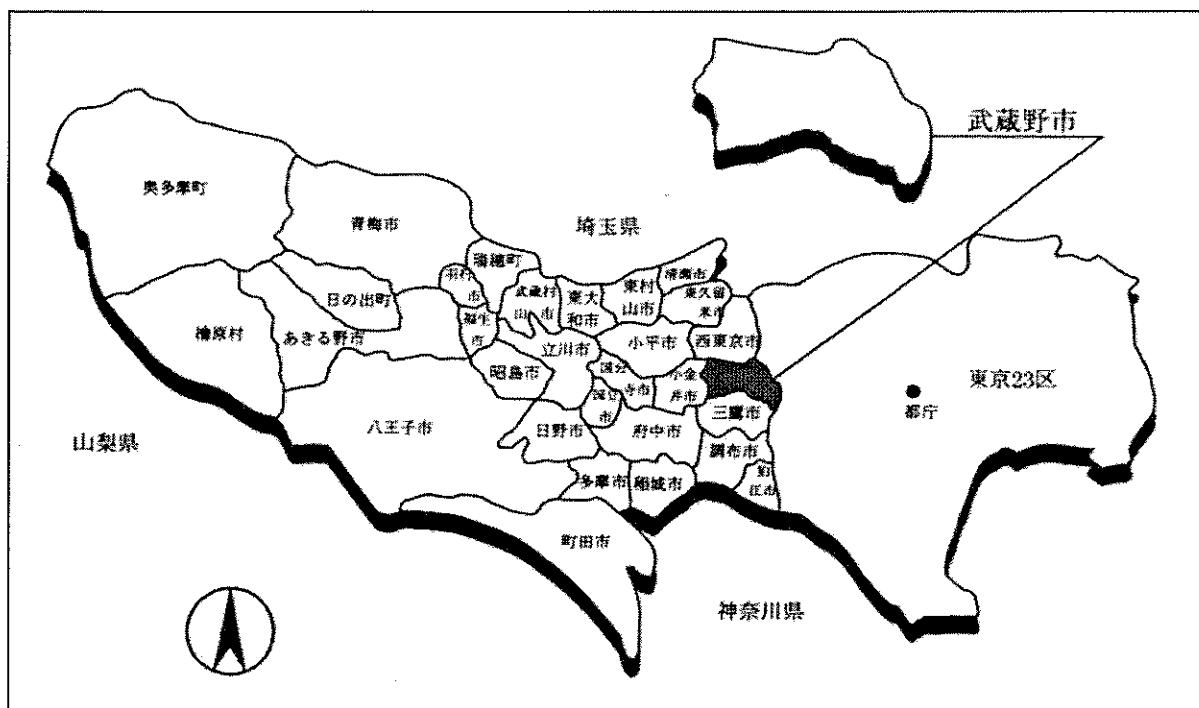 武蔵野市
奥多摩町
青梅市
埼玉県
瑞穂町
羽村
市
清瀬市
武蔵村
山市
東大
和市
東村
山市
東久留
米市
日の出町
福生
市
檜原村
あきる野市
立川市
小平市
西東京市
昭島市
国分
寺市
小金
井市
東京23区
都庁
国立
市
三鷹市
山梨県
八王子市
日野市
府中市
調布市
狛
江市
多摩市
稲城市
町田市
神奈川県